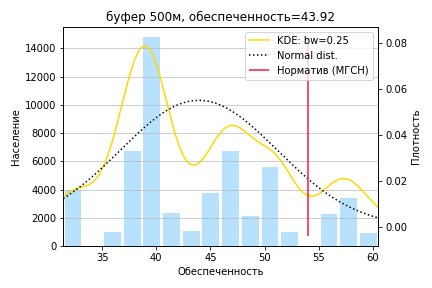 буфер 500м, обеспеченность=43.92
KDE: bw=0.25
Normal dist.
Норматив (МГСН)
Население
14000
12000
10000
8000
6000
4000
2000
0
0.08
0.06
0.04
0.02
0.00
Плотность
35 40 45 50 55 60
Обеспеченность